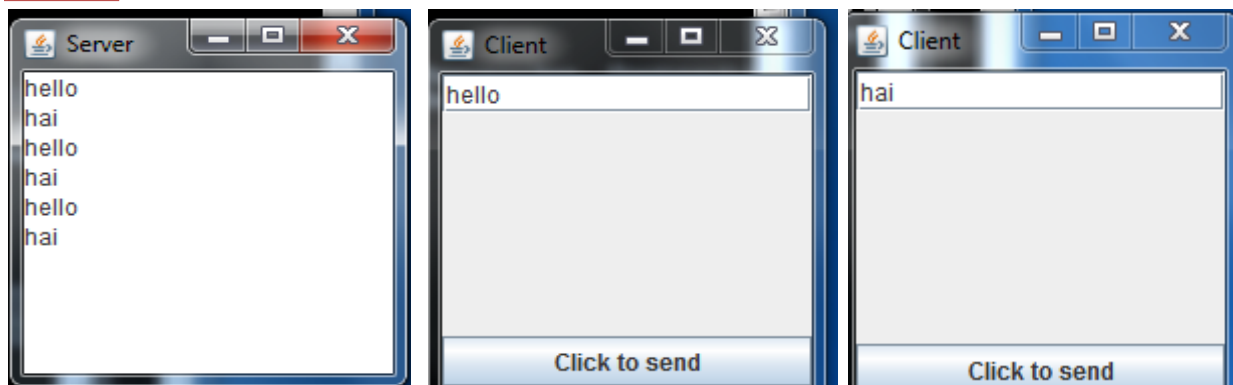 Server
hello
hai
hello
hai
hello
hai
Client
hello
Click to send
Client
hai
Click to send